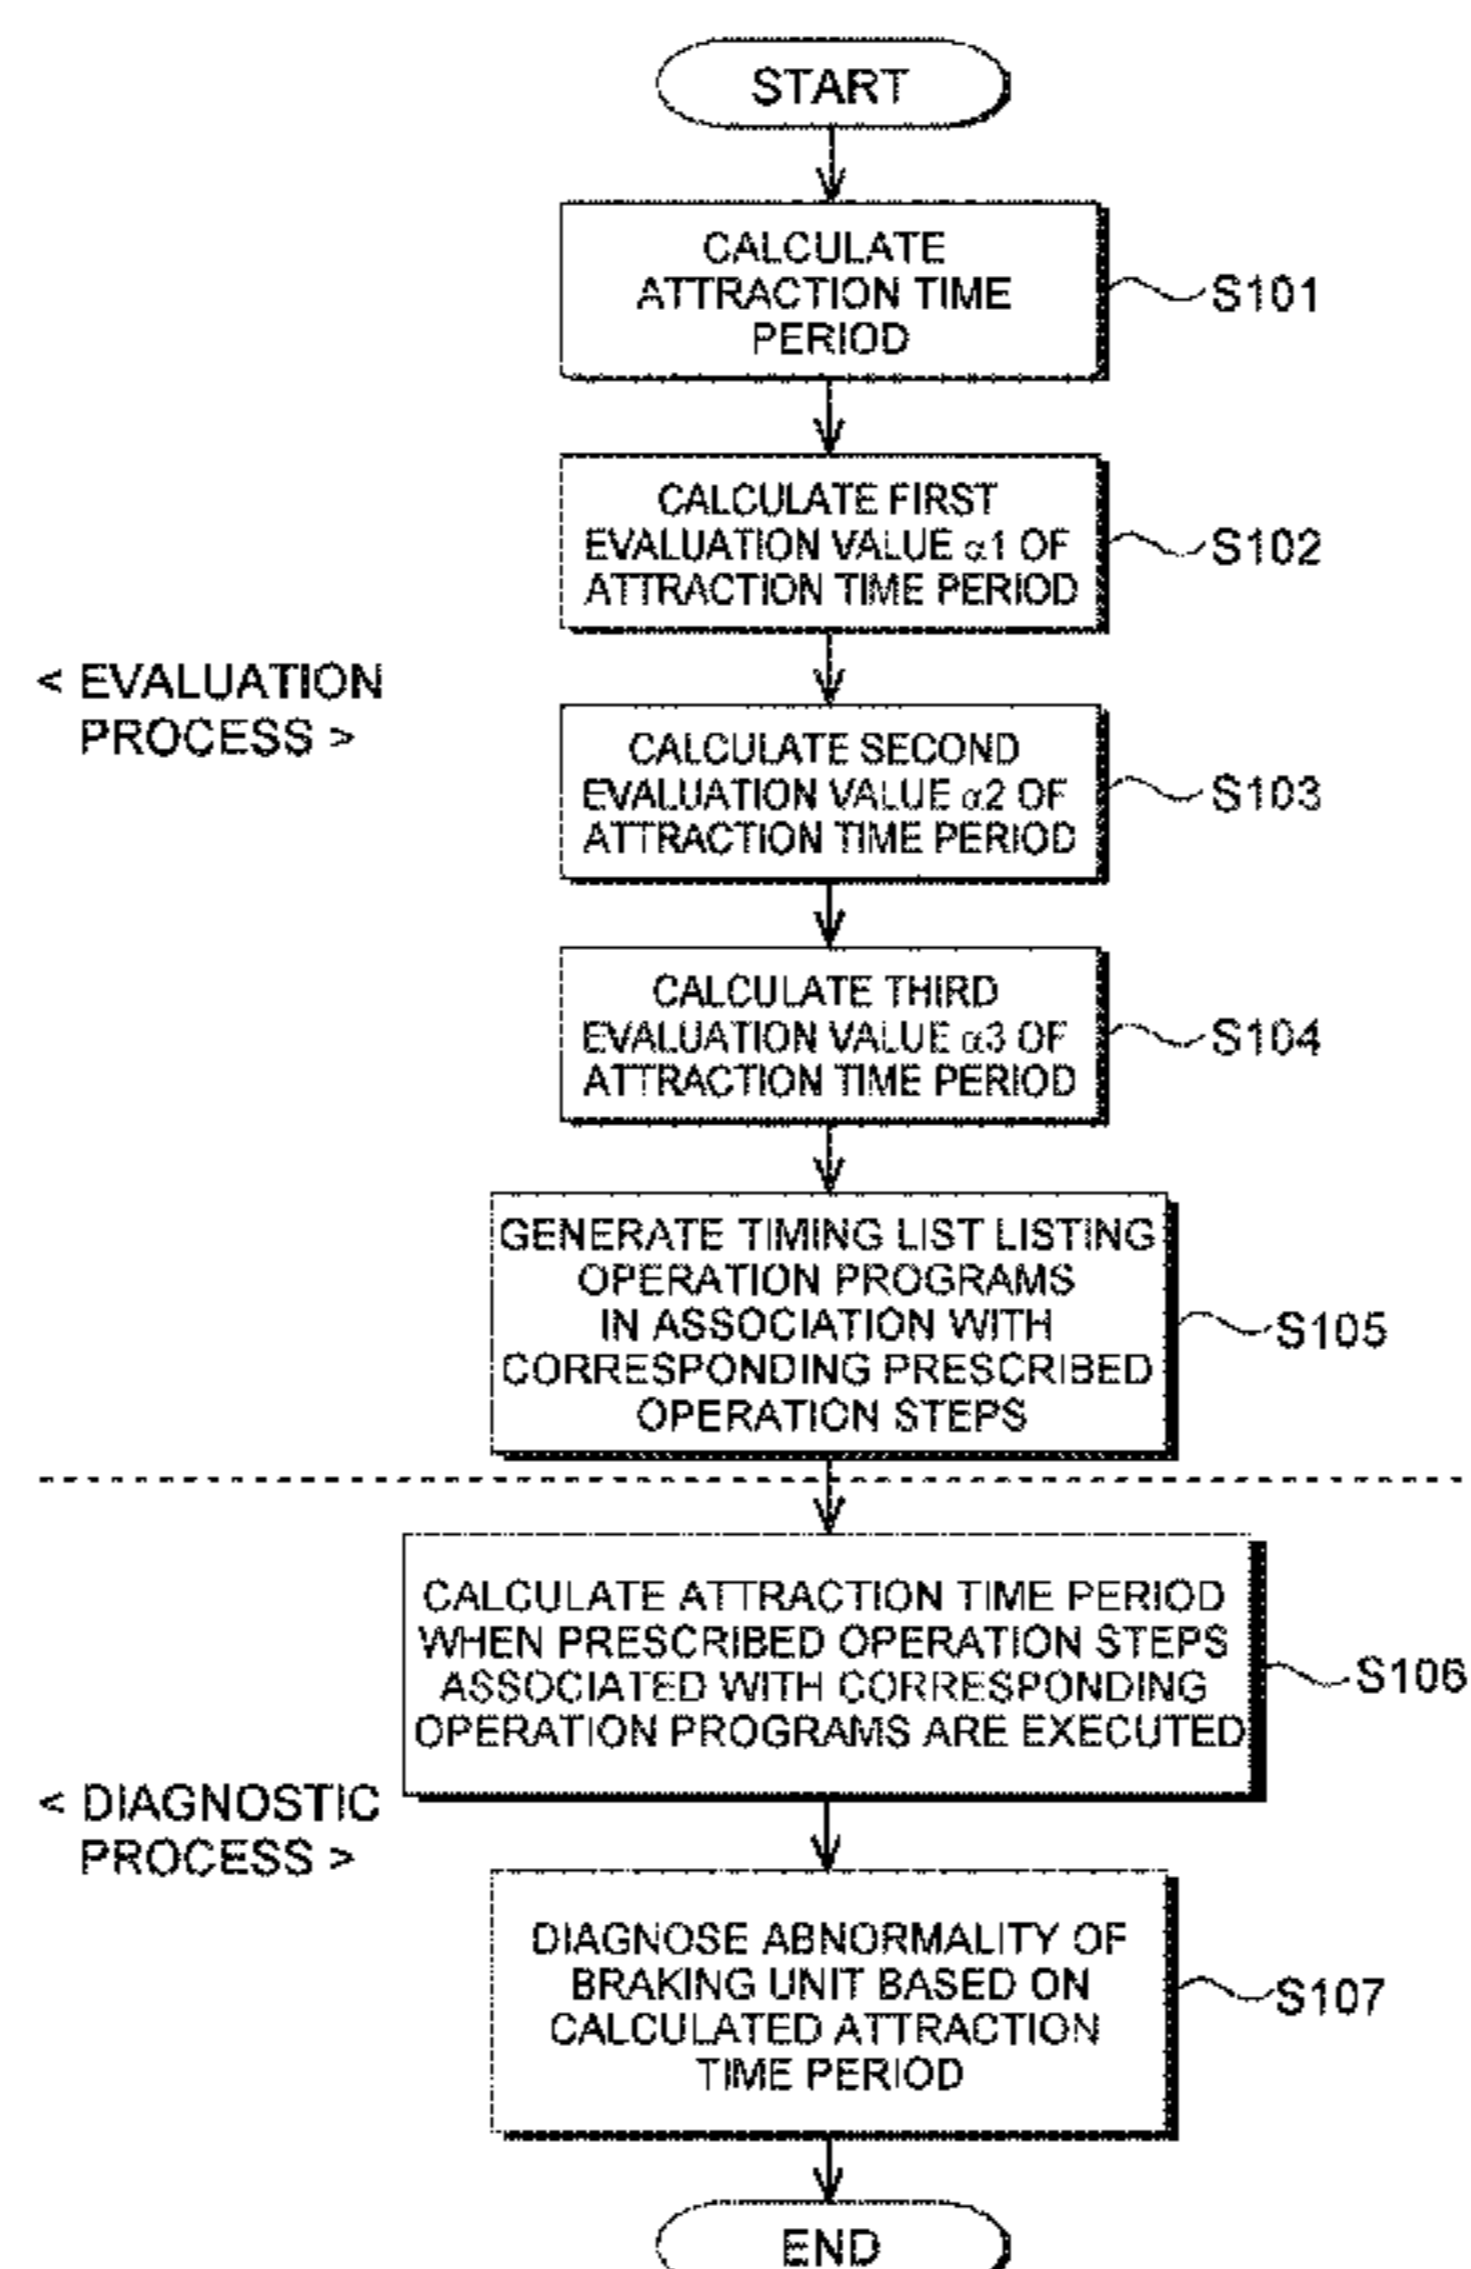 START
CALCULATE
ATTRACTION TIME
PERIOD
S101
CALCULATE FIRST
EVALUATION VALUE α1 OF
ATTRACTION TIME PERIOD
S102
< EVALUATION
PROCESS >
CALCULATE SECOND
EVALUATION VALUE α2 OF
ATTRACTION TIME PERIOD
S103
CALCULATE THIRD
EVALUATION VALUE α3 OF
ATTRACTION TIME PERIOD
S104
GENERATE TIMING LIST LISTING
OPERATION PROGRAMS
IN ASSOCIATION WITH
CORRESPONDING PRESCRIBED
OPERATION STEPS
S105
CALCULATE ATTRACTION TIME PERIOD
WHEN PRESCRIBED OPERATION STEPS
ASSOCIATED WITH CORRESPONDING
OPERATION PROGRAMS ARE EXECUTED
S106
< DIAGNOSTIC
PROCESS >
DIAGNOSE ABNORMALITY OF
BRAKING UNIT BASED ON
CALCULATED ATTRACTION
TIME PERIOD
S107
END